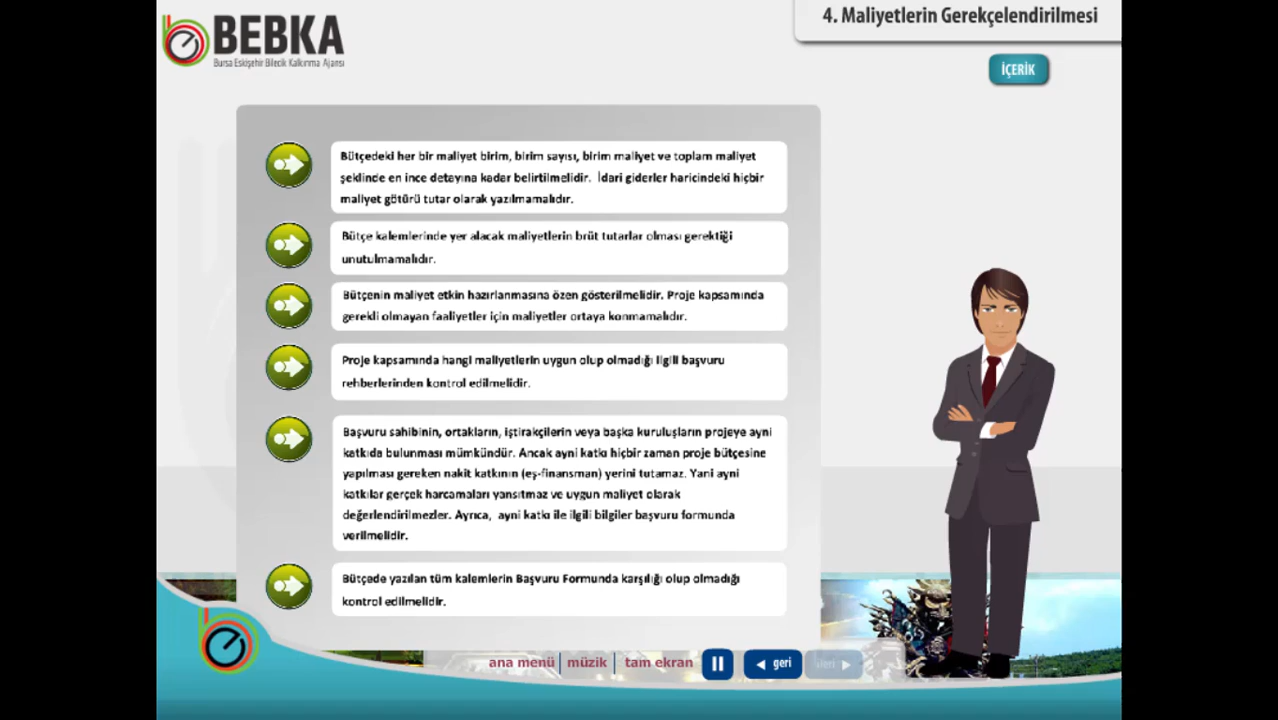 BEBKA
Bursa Eskişehir Bilecik Kalkınma Ajansı
4. Maliyetlerin Gerekçelendirilmesi
İÇERİK
Bütçedeki her bir maliyet birim, birim sayısı, birim maliyet ve toplam maliyet
şeklinde en ince detayına kadar belirtilmelidir. İdari giderler haricindeki hiçbir
maliyet götürü tutar olarak yazılmamalıdır.
Bütçe kalemlerinde yer alacak maliyetlerin brüt tutarlar olması gerektiği
unutulmamalıdır.
Bütçenin maliyet etkin hazırlanmasına özen gösterilmelidir. Proje kapsamında
gerekli olmayan faaliyetler için maliyetler ortaya konmamalıdır.
Proje kapsamında hangi maliyetlerin uygun olup olmadığı ilgili başvuru
rehberlerinden kontrol edilmelidir.
Başvuru sahibinin, ortakların, iştirakçilerin veya başka kuruluşların projeye ayni
katkıda bulunması mümkündür. Ancak ayni katkı hiçbir zaman proje bütçesine
yapılması gereken nakit katkının (eş-finansman) yerini tutamaz. Yani ayni
katkılar gerçek harcamaları yansıtmaz ve uygun maliyet olarak
değerlendirilmezler. Ayrıca, ayni katkı ile ilgili bilgiler başvuru formunda
verilmelidir.
Bütçede yazılan tüm kalemlerin Başvuru Formunda karşılığı olup olmadığı
kontrol edilmelidir.
ana menü müzik tam ekran geri ileri